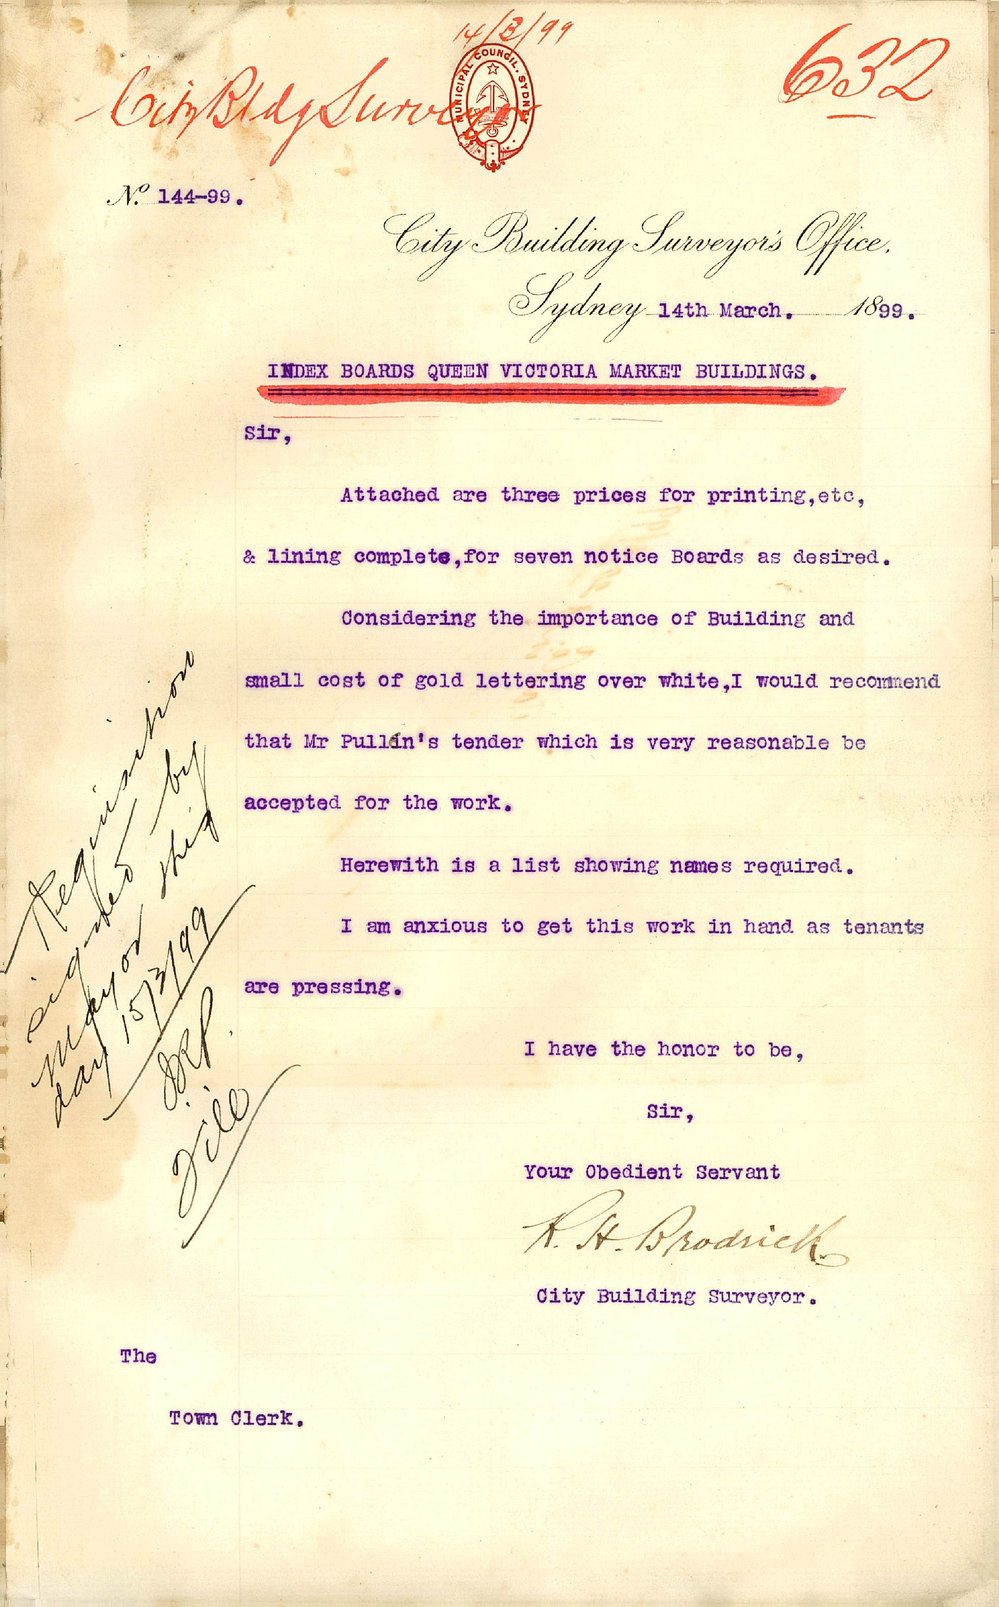 14/3/99
632
City Bldg Surveyor
MUNICIPAL COUNCIL. SYDNEY
No. 144-99.
City Building Surveyor's Office,
Sydney 14th March. 1899.
INDEX BOARDS QUEEN VICTORIA MARKET BUILDINGS.
Sir,
Attached are three prices for printing,etc,
& lining complete,for seven notice Boards as desired.
Considering the importance of Building and
small cost of gold lettering over white,I would recommend
that Mr Pullin's tender which is very reasonable be
accepted for the work.
Herewith is a list showing names required.
I am anxious to get this work in hand as tenants
are pressing.
I have the honor to be,
Sir,
Your Obedient Servant
R. H. Brodrick
City Building Surveyor.
The
Town Clerk.
Requisition
signed by
Mayor this
day 15/3/99
File